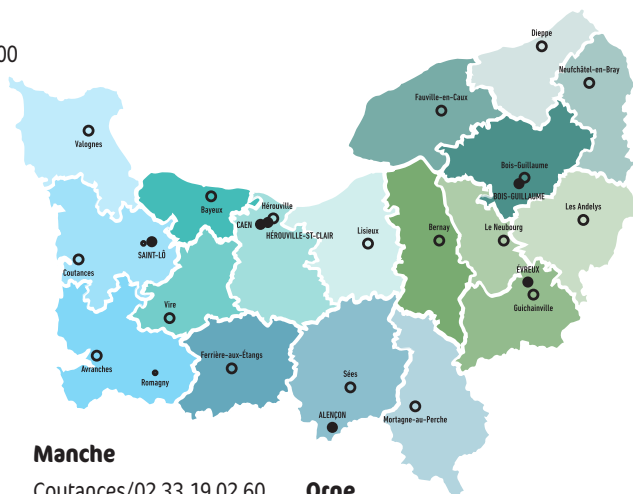 00
Dieppe
Neufchâtel-en-Bray
Fauville-en-Caux
Valognes
Bois-Guillaume
BOIS-GUILLAUME
Bayeux
Hérouville
CAEN
HÉROUVILLE-ST-CLAIR
Les Andelys
Bernay
Le Neubourg
Lisieux
SAINT-LÔ
Coutances
ÉVREUX
Guichainville
Vire
Avranches
Romagny
Ferrière-aux-Étangs
Sées
ALENÇON
Mortagne-au-Perche
Manche
Coutances/02 33 19 02 60
Orne